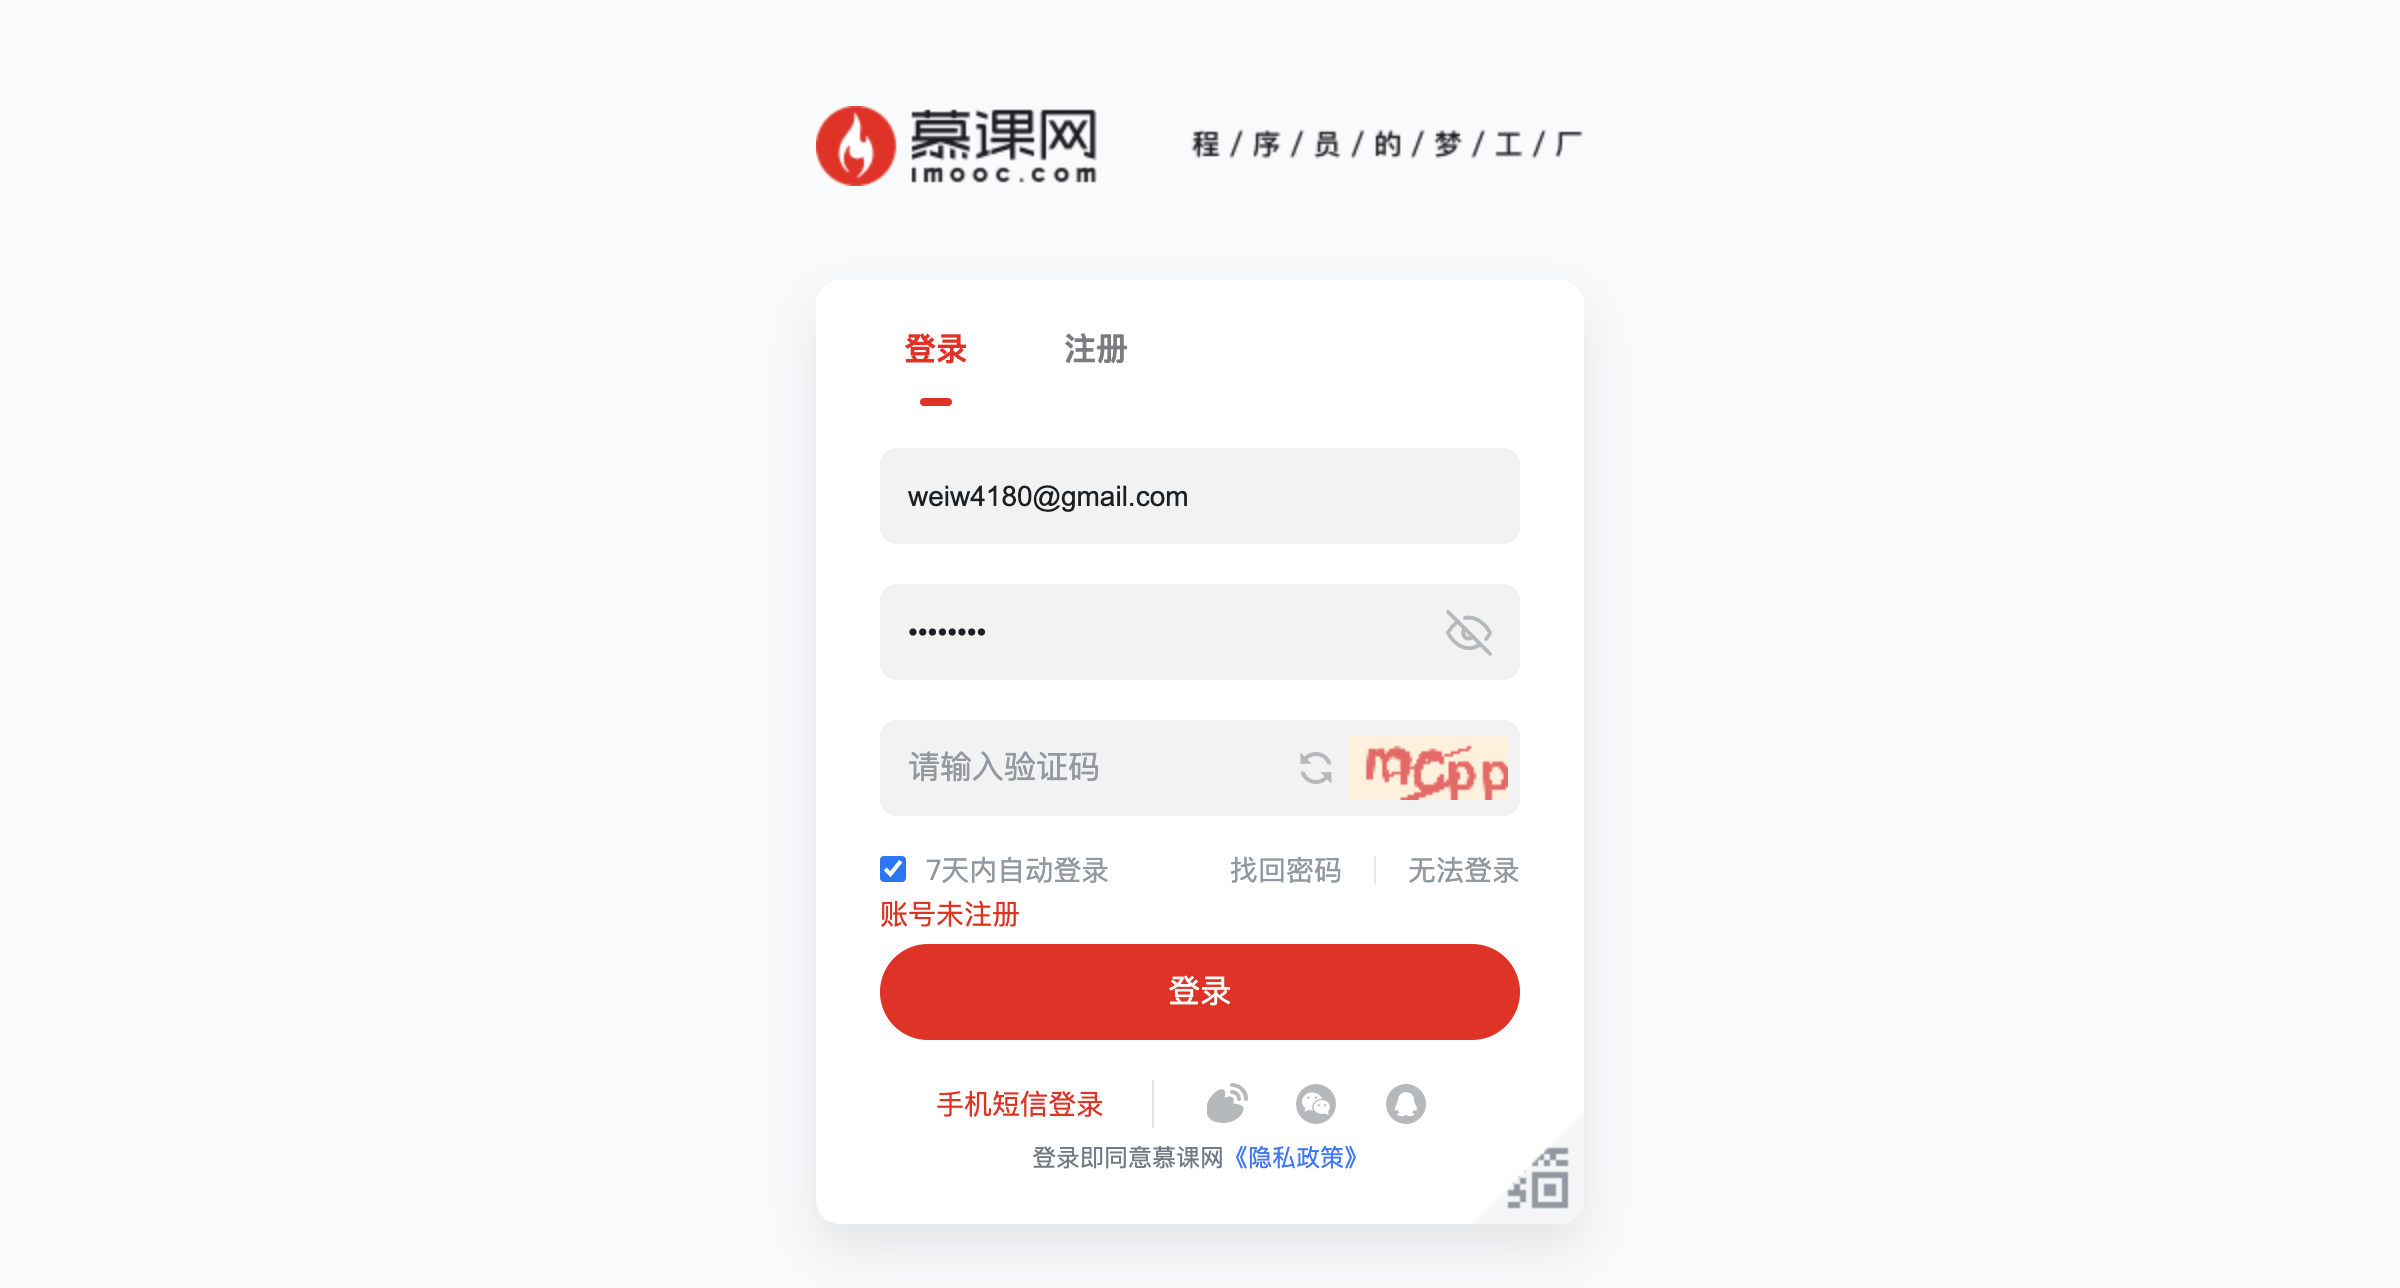 慕课网
imooc.com
程/序/员/的/梦/工/厂
登录 注册
weiw4180@gmail.com
••••••••
请输入验证码 mcpp
7天内自动登录 找回密码 无法登录
账号未注册
登录
手机短信登录
登录即同意慕课网《隐私政策》